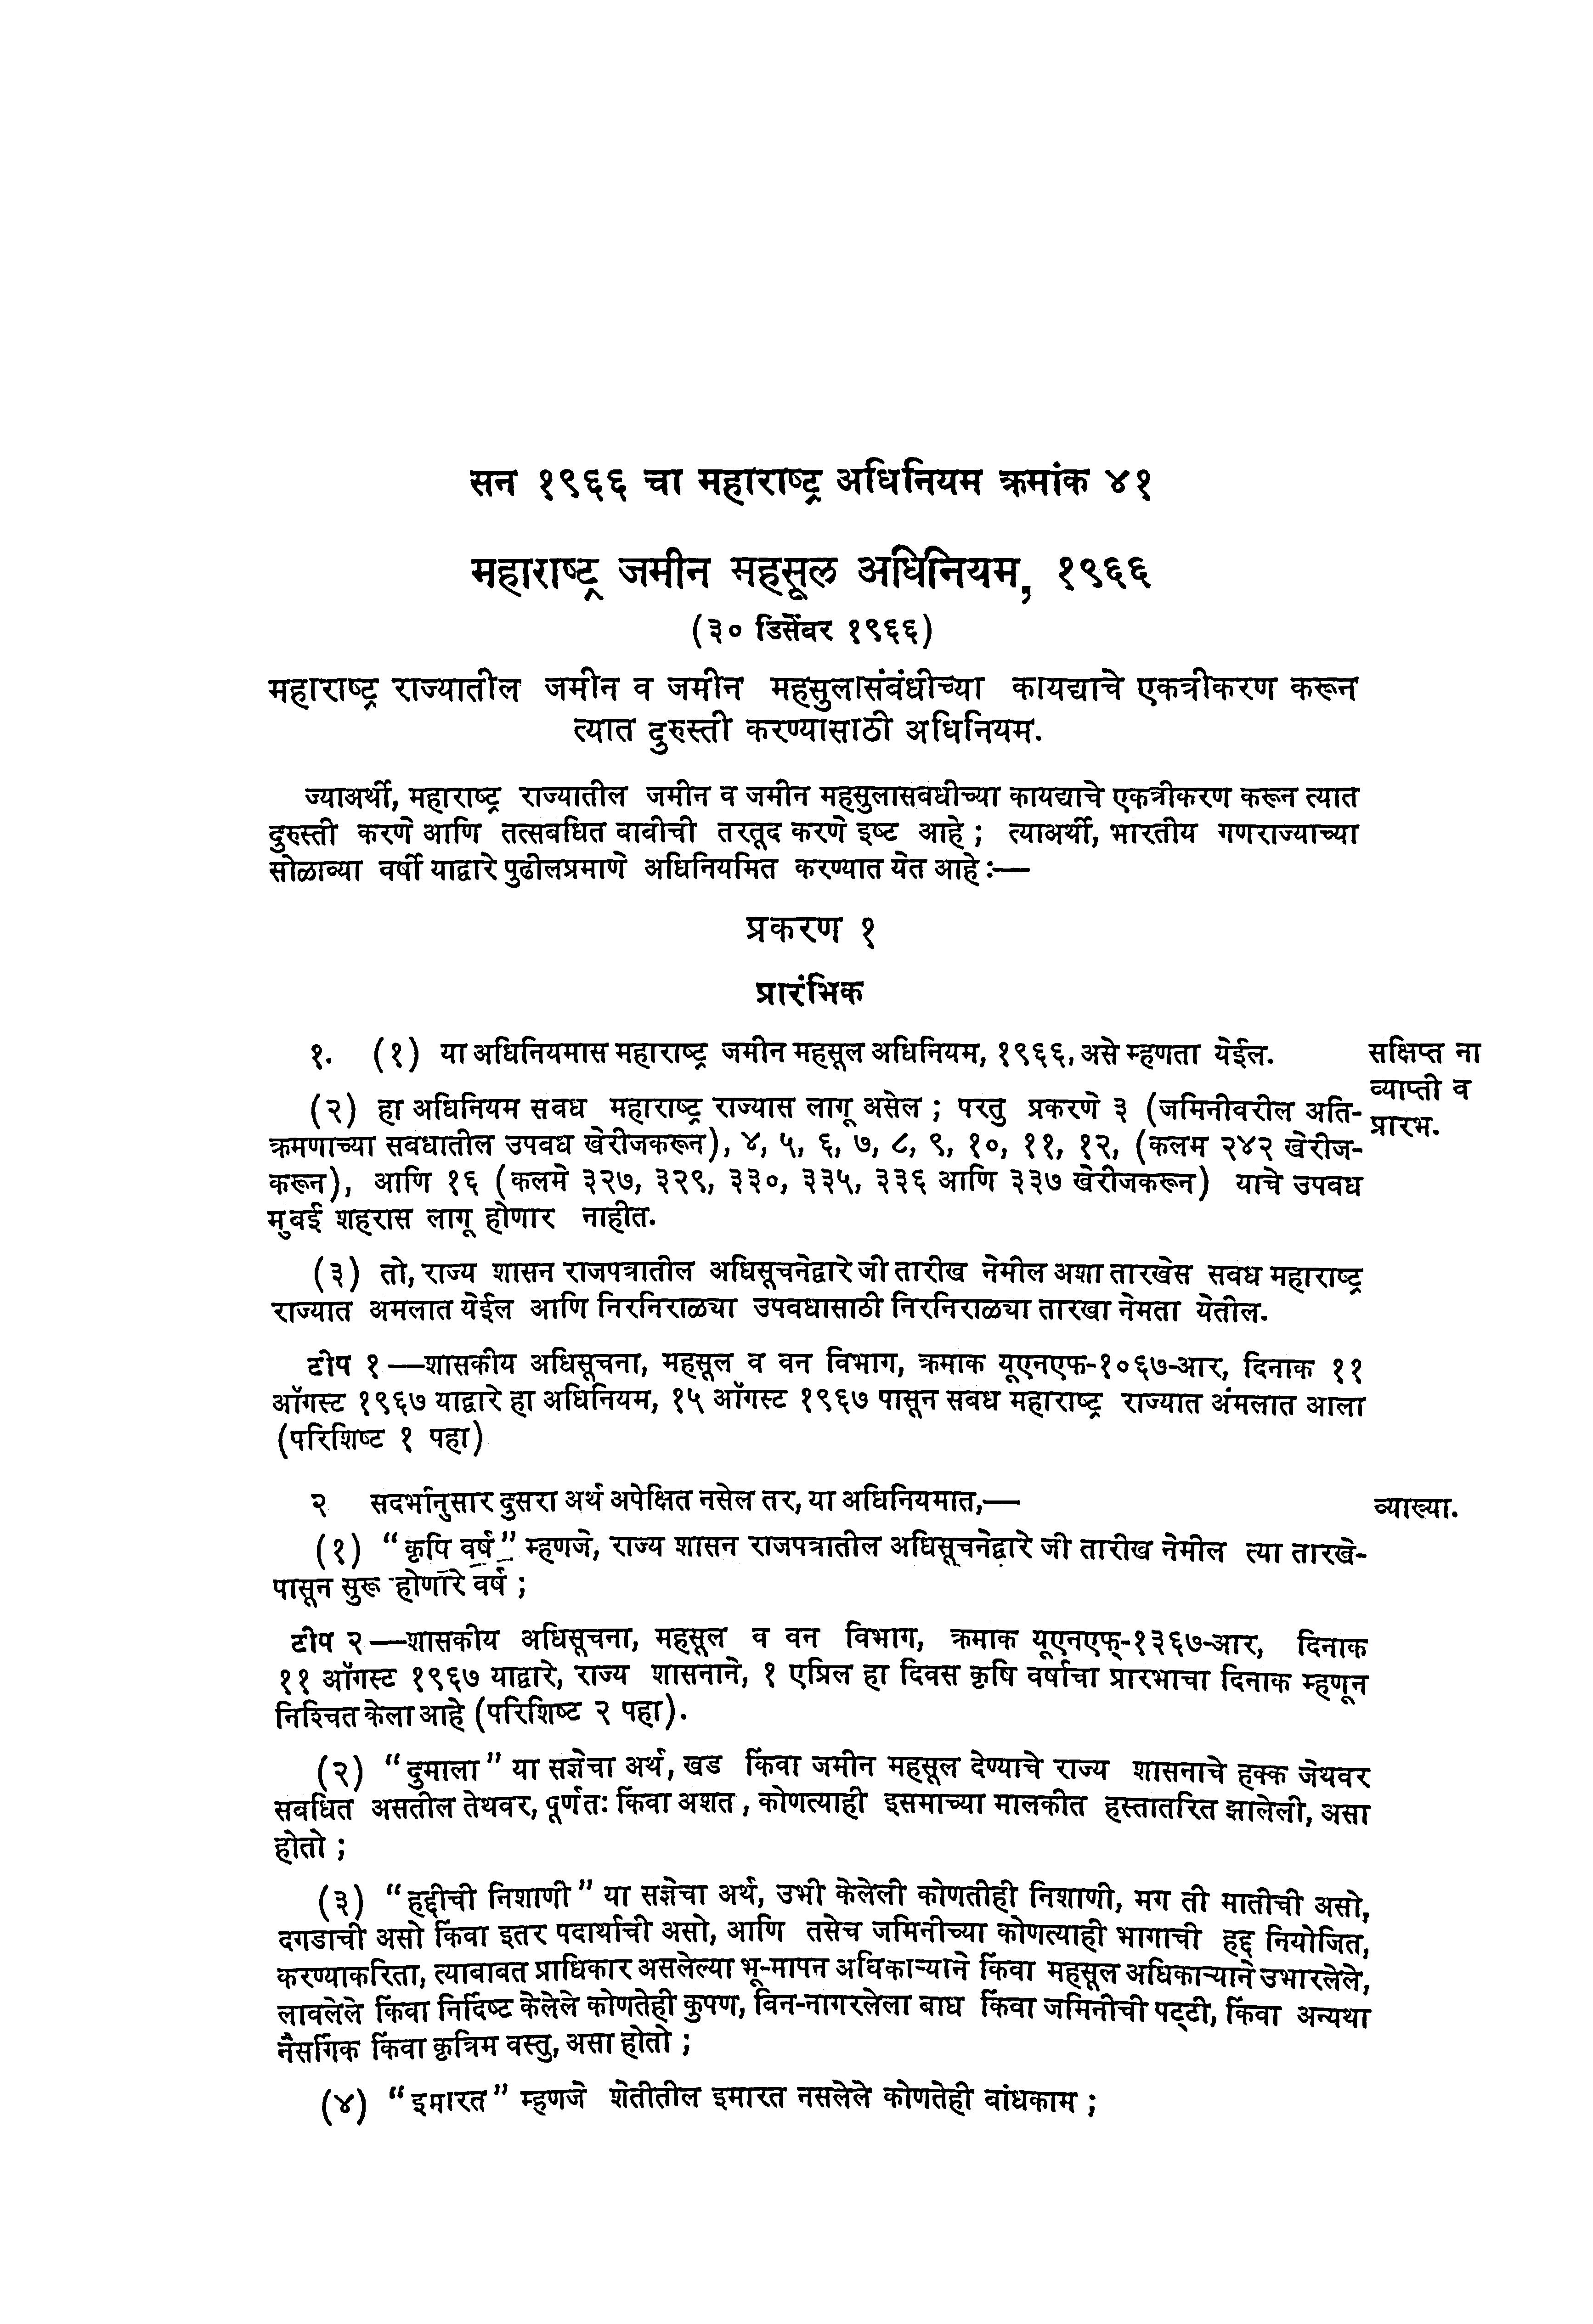 सन १९६६ चा महाराष्ट्र अधिनियम क्रमांक ४१
महाराष्ट्र जमीन महसूल अधिनियम, १९६६
(३० डिसेंबर १९६६)
महाराष्ट्र राज्यातील जमीन व जमीन महसुलासंबंधीच्या कायद्याचे एकत्रीकरण करून
त्यात दुरुस्ती करण्यासाठी अधिनियम.
ज्याअर्थी, महाराष्ट्र राज्यातील जमीन व जमीन महसुलासवधीच्या कायद्याचे एकत्रीकरण करून त्यात
दुरुस्ती करणे आणि तत्सवधित बाबीची तरतूद करणे इष्ट आहे ; त्याअर्थी, भारतीय गणराज्याच्या
सोळाव्या वर्षी याद्वारे पुढीलप्रमाणे अधिनियमित करण्यात येत आहे :—
प्रकरण १
प्रारंभिक
१. (१) या अधिनियमास महाराष्ट्र जमीन महसूल अधिनियम, १९६६, असे म्हणता येईल.
सक्षिप्त ना
व्याप्ती व
प्रारभ.
(२) हा अधिनियम सवध महाराष्ट्र राज्यास लागू असेल ; परतु प्रकरणे ३ (जमिनीवरील अति-
क्रमणाच्या सवधातील उपवध खेरीजकरून), ४, ५, ६, ७, ८, ९, १०, ११, १२, (कलम २४२ खेरीज-
करून), आणि १६ (कलमे ३२७, ३२९, ३३०, ३३५, ३३६ आणि ३३७ खेरीजकरून) याचे उपवध
मुवई शहरास लागू होणार नाहीत.
(३) तो, राज्य शासन राजपत्रातील अधिसूचनेद्वारे जी तारीख नेमील अशा तारखेस सवध महाराष्ट्र
राज्यात अमलात येईल आणि निरनिराळ्या उपवधासाठी निरनिराळ्या तारखा नेमता येतील.
टीप १—शासकीय अधिसूचना, महसूल व वन विभाग, क्रमाक यूएनएफ-१०६७-आर, दिनाक ११
ऑगस्ट १९६७ याद्वारे हा अधिनियम, १५ ऑगस्ट १९६७ पासून सवध महाराष्ट्र राज्यात अंमलात आला
(परिशिष्ट १ पहा)
२ सदर्भानुसार दुसरा अर्थ अपेक्षित नसेल तर, या अधिनियमात,—
व्याख्या.
(१) “कृपि वर्ष” म्हणजे, राज्य शासन राजपत्रातील अधिसूचनेद्वारे जी तारीख नेमील त्या तारखे-
पासून सुरू होणारे वर्ष ;
टीप २—शासकीय अधिसूचना, महसूल व वन विभाग, क्रमाक यूएनएफ्-१३६७-आर, दिनाक
११ ऑगस्ट १९६७ याद्वारे, राज्य शासनाने, १ एप्रिल हा दिवस कृषि वर्षाचा प्रारभाचा दिनाक म्हणून
निश्चित केला आहे (परिशिष्ट २ पहा).
(२) “दुमाला” या सज्ञेचा अर्थ, खड किंवा जमीन महसूल देण्याचे राज्य शासनाचे हक्क जेथवर
सवधित असतील तेथवर, पूर्णतः किंवा अशत, कोणत्याही इसमाच्या मालकीत हस्तातरित झालेली, असा
होतो ;
(३) “हद्दीची निशाणी” या सज्ञेचा अर्थ, उभी केलेली कोणतीही निशाणी, मग ती मातीची असो,
दगडाची असो किंवा इतर पदार्थाची असो, आणि तसेच जमिनीच्या कोणत्याही भागाची हद्द नियोजित,
करण्याकरिता, त्याबाबत प्राधिकार असलेल्या भू-मापन अधिकाऱ्याने किंवा महसूल अधिकाऱ्याने उभारलेले,
लावलेले किंवा निर्दिष्ट केलेले कोणतेही कुपण, विन-नागरलेला बाध किंवा जमिनीची पट्टी, किंवा अन्यथा
नैसर्गिक किंवा कृत्रिम वस्तु, असा होतो ;
(४) “इमारत” म्हणजे शेतीतील इमारत नसलेले कोणतेही बांधकाम ;